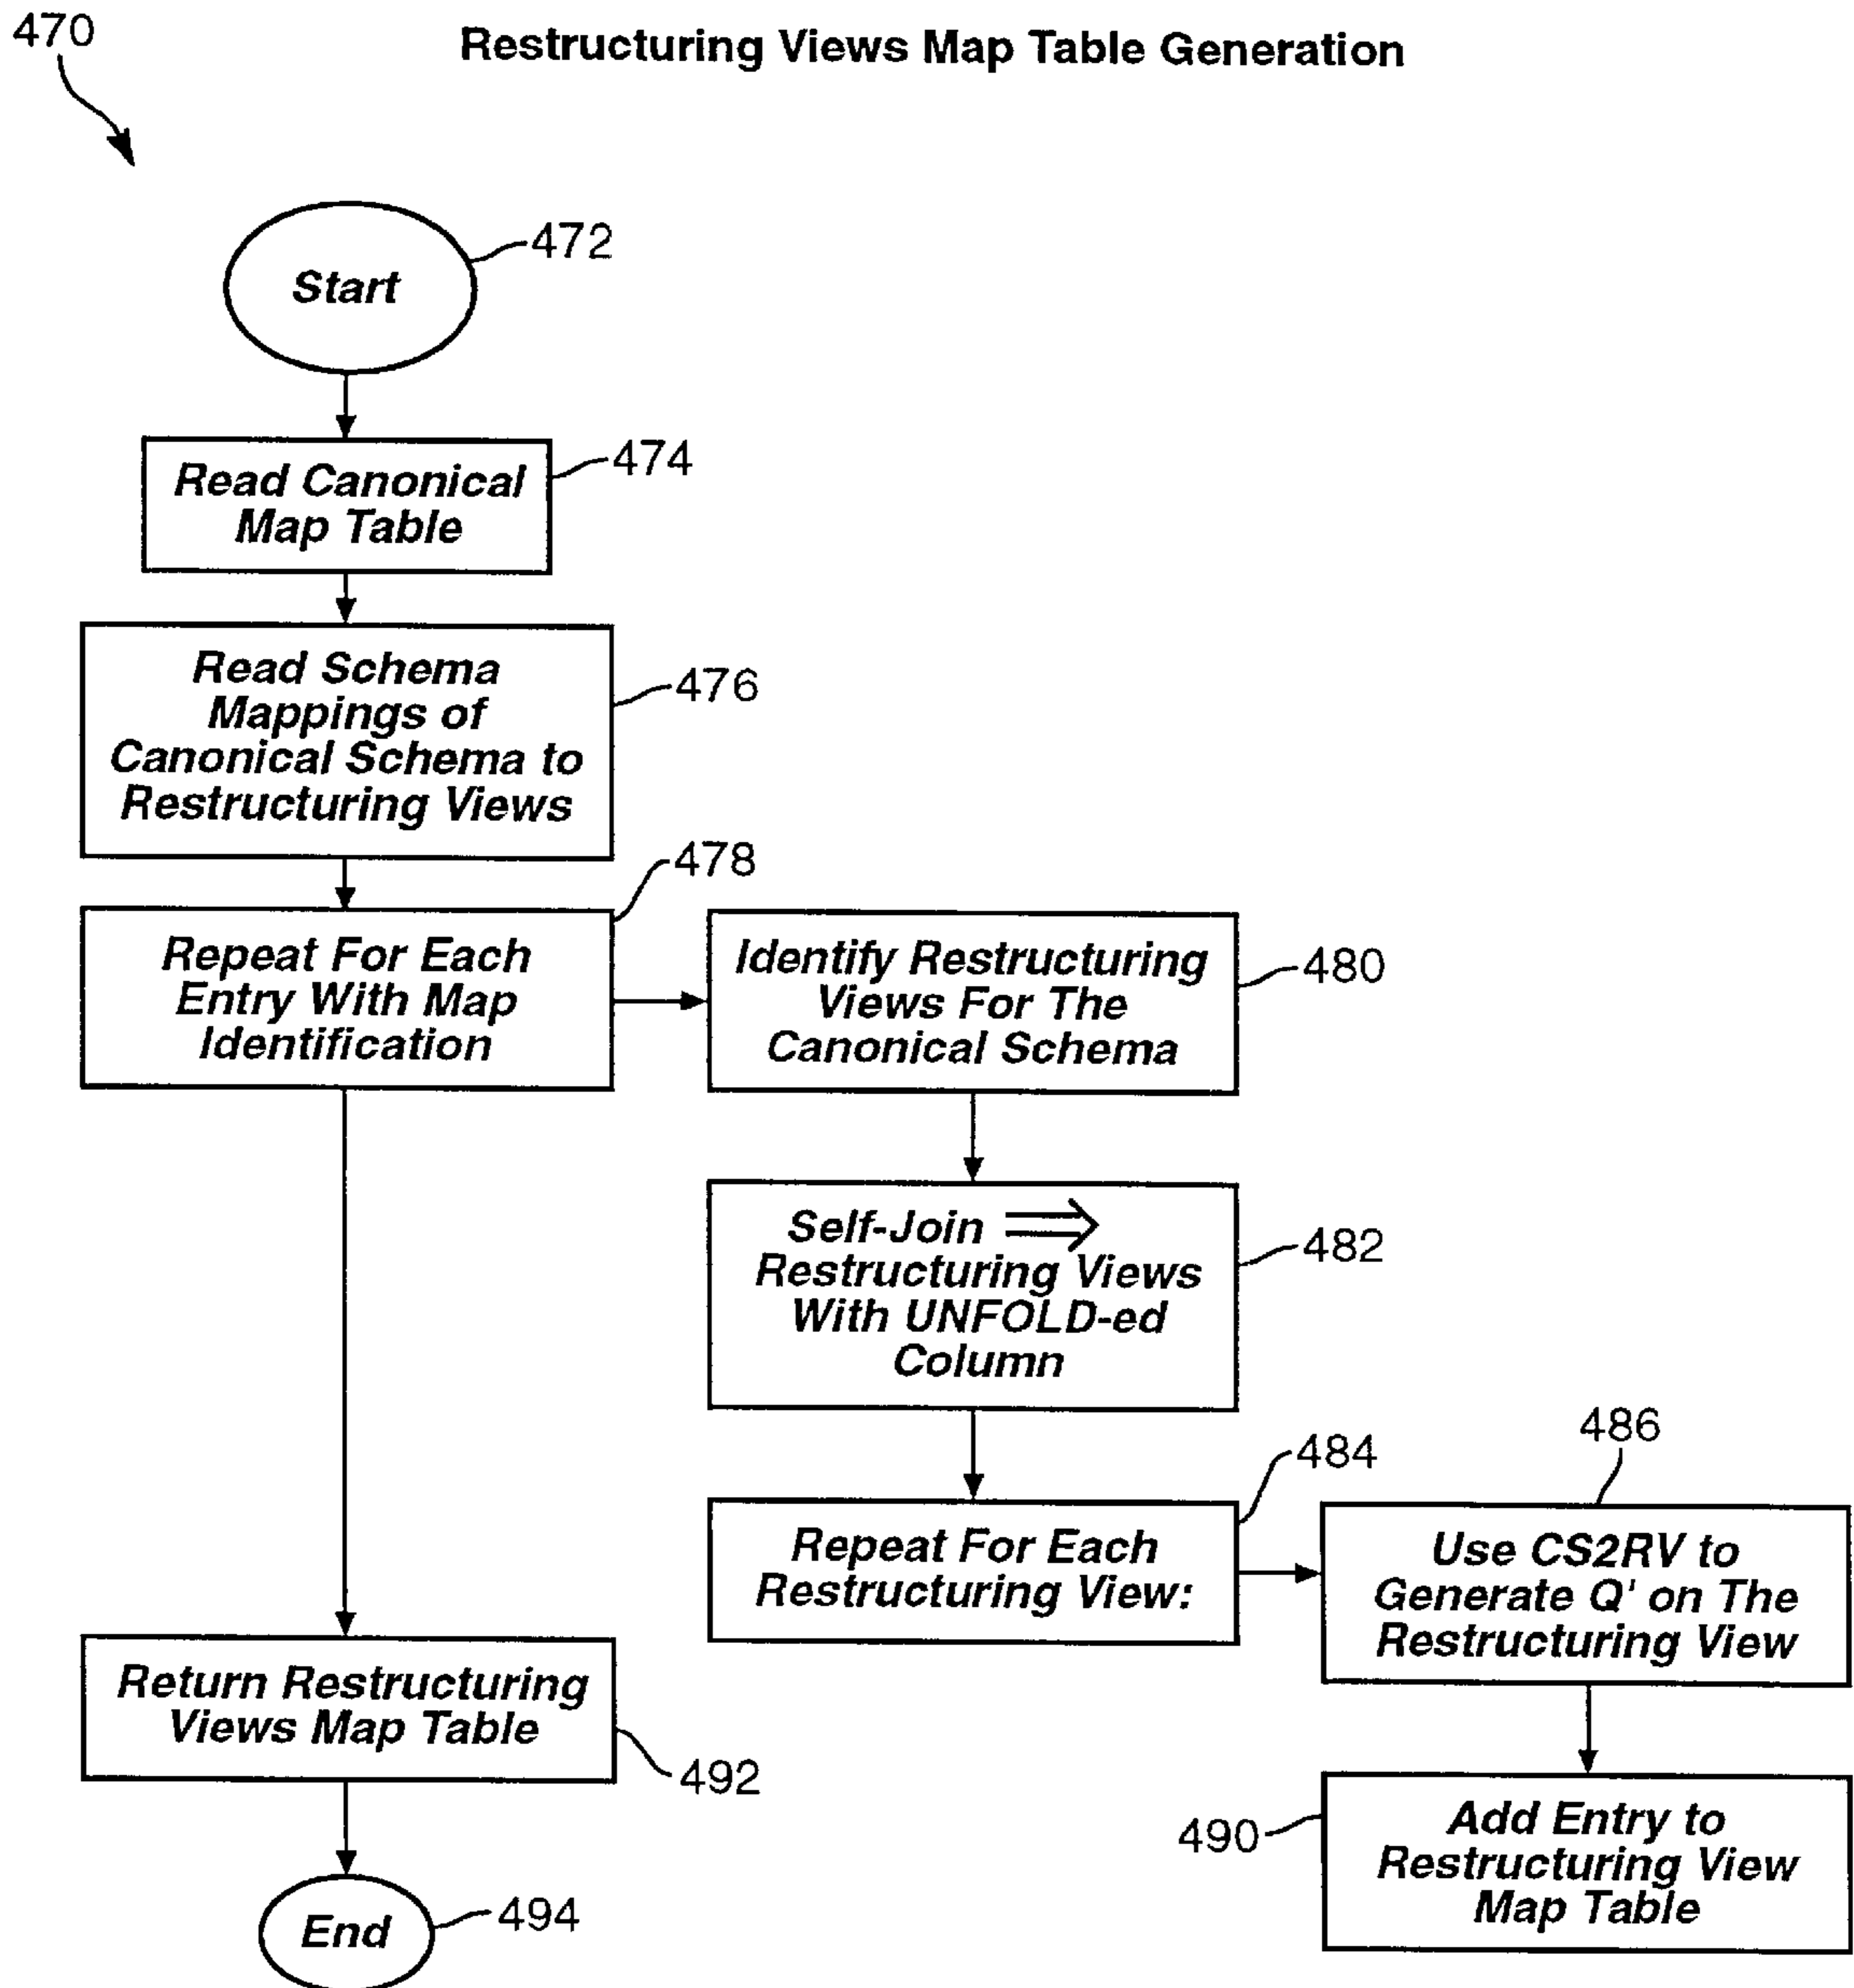 470
Restructuring Views Map Table Generation
472
Start
474
Read Canonical
Map Table
476
Read Schema
Mappings of
Canonical Schema to
Restructuring Views
478
Repeat For Each
Entry With Map
Identification
480
Identify Restructuring
Views For The
Canonical Schema
482
Self-Join ⟹
Restructuring Views
With UNFOLD-ed
Column
484
Repeat For Each
Restructuring View:
486
Use CS2RV to
Generate Q' on The
Restructuring View
490
Add Entry to
Restructuring View
Map Table
Return Restructuring
Views Map Table
492
End
494